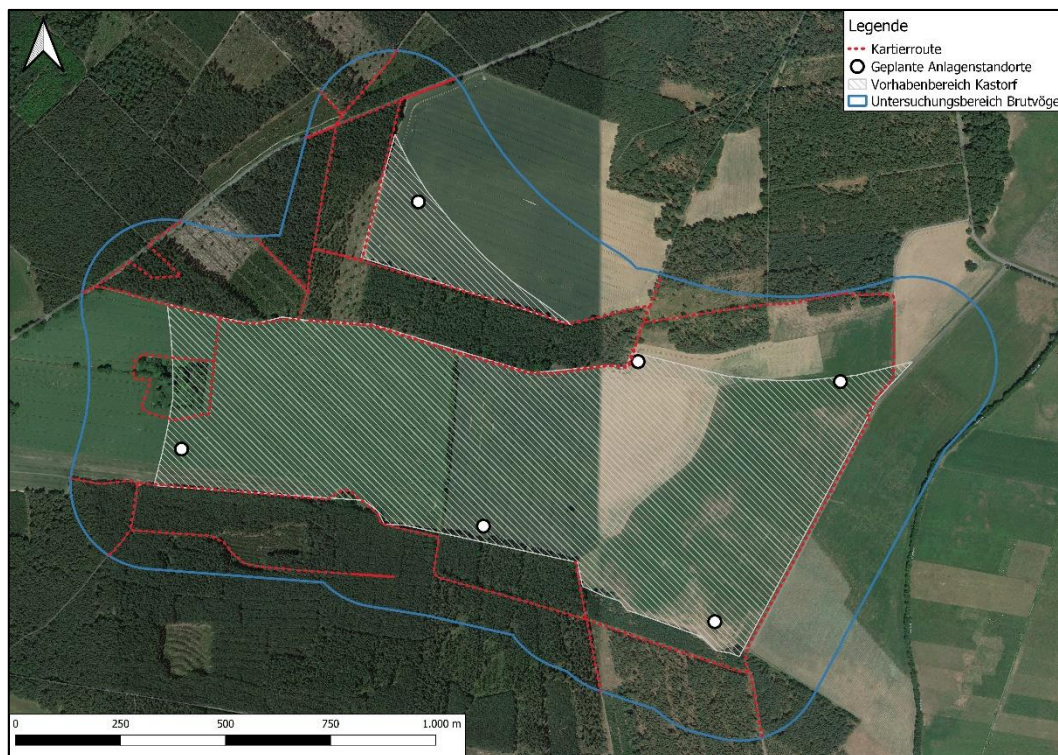 Legende
Kartierroute
Geplante Anlagenstandorte
Vorhabenbereich Kastorf
Untersuchungsbereich Brutvögel
0 250 500 750 1.000 m